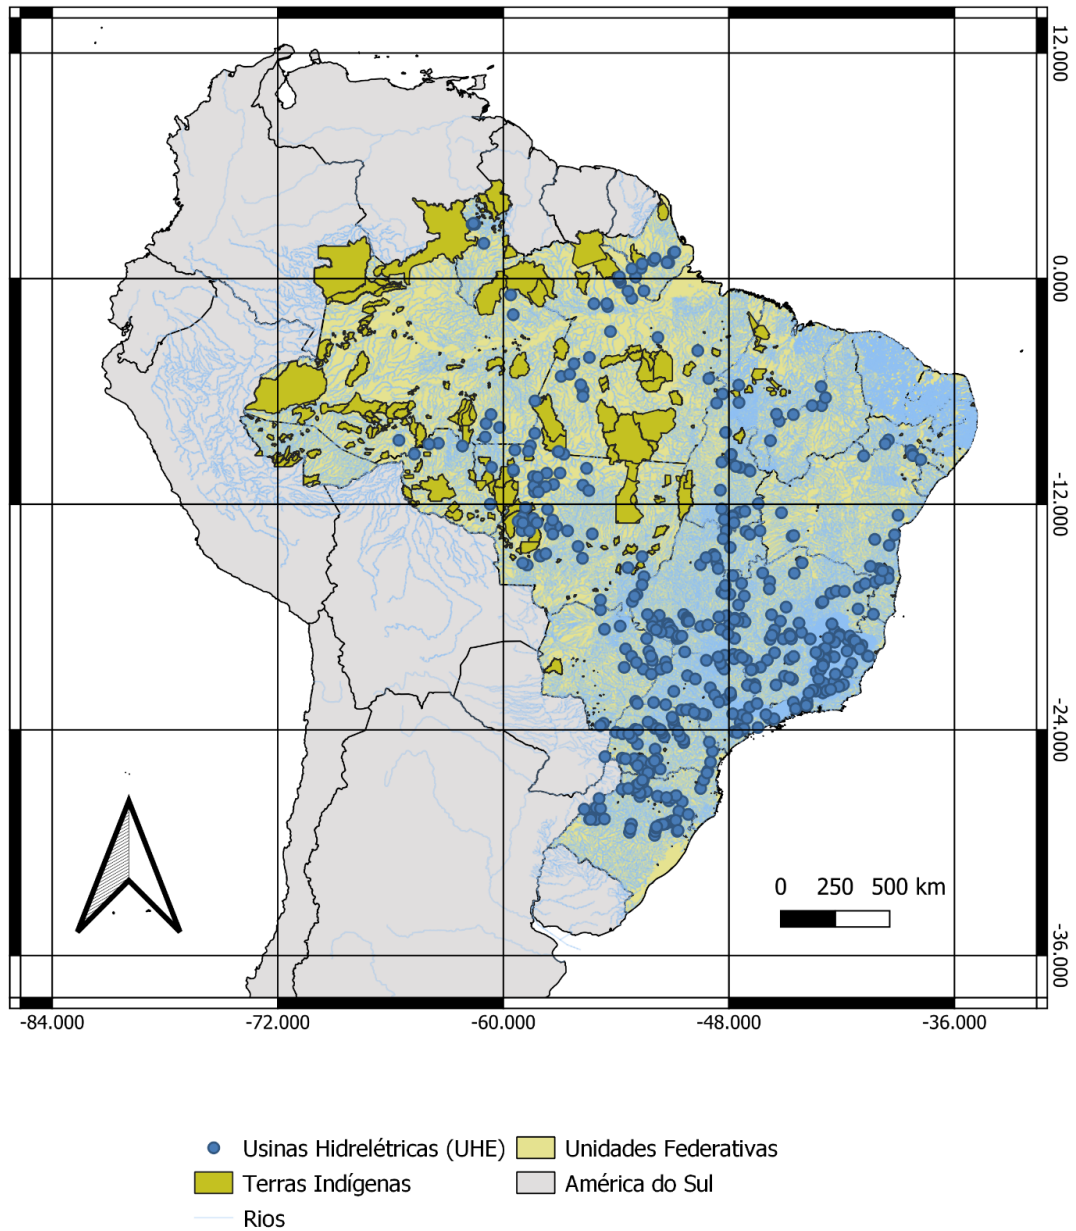 12.000
0.000
-12.000
-24.000
0 250 500 km
-36.000
-84.000 -72.000 -60.000 -48.000 -36.000
Usinas Hidrelétricas (UHE) Unidades Federativas
Terras Indígenas América do Sul
Rios